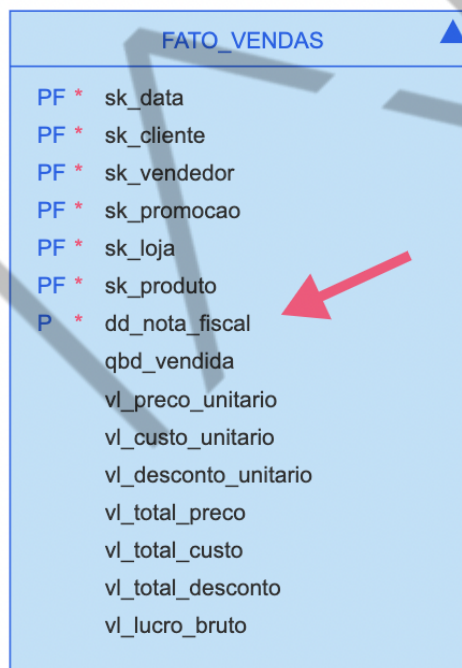 FATO_VENDAS
PF * sk_data
PF * sk_cliente
PF * sk_vendedor
PF * sk_promocao
PF * sk_loja
PF * sk_produto
P * dd_nota_fiscal
qbd_vendida
vl_preco_unitario
vl_custo_unitario
vl_desconto_unitario
vl_total_preco
vl_total_custo
vl_total_desconto
vl_lucro_bruto